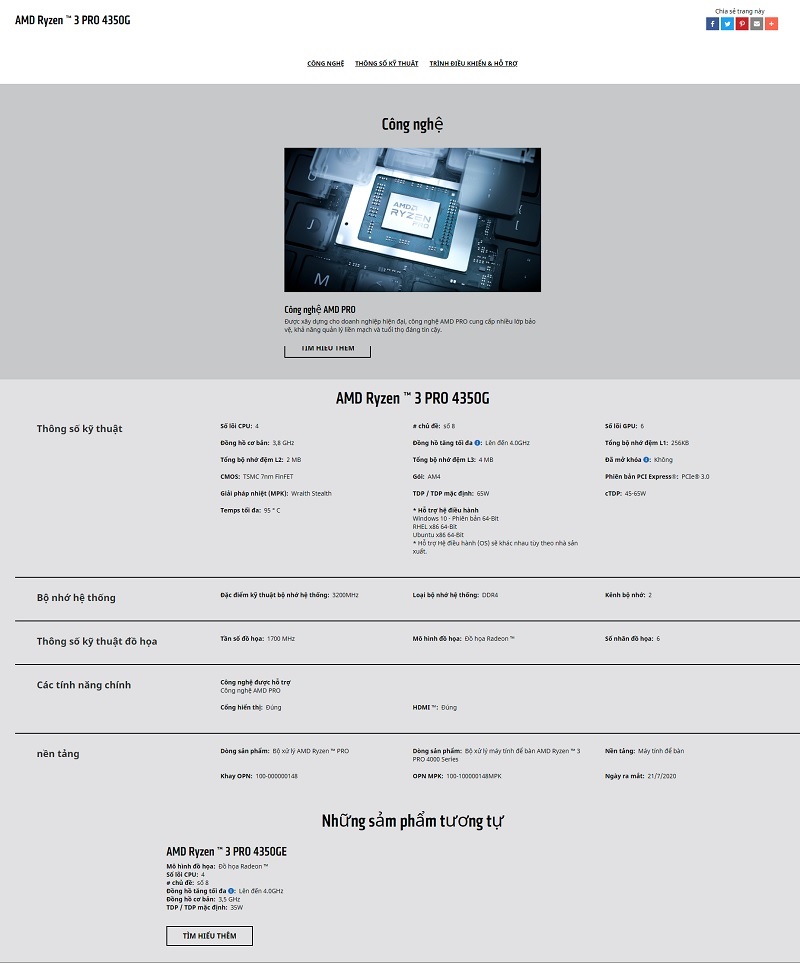 AMD Ryzen ™ 3 PRO 4350G
Chia sẻ trang này
CÔNG NGHỆ THÔNG SỐ KỸ THUẬT TRÌNH ĐIỀU KHIỂN & HỖ TRỢ
Công nghệ
AMD
RYZEN
PRO
J
M
Công nghệ AMD PRO
Được xây dựng cho doanh nghiệp hiện đại, công nghệ AMD PRO cung cấp nhiều lớp bảo
vệ, khả năng quản lý liền mạch và tuổi thọ đáng tin cậy.
TÌM HIỂU THÊM
AMD Ryzen ™ 3 PRO 4350G
Thông số kỹ thuật
Số lõi CPU: 4
# chủ đề: số 8
Số lõi GPU: 6
Đồng hồ cơ bản: 3,8 GHz
Đồng hồ tăng tối đa : Lên đến 4.0GHz
Tổng bộ nhớ đệm L1: 256KB
Tổng bộ nhớ đệm L2: 2 MB
Tổng bộ nhớ đệm L3: 4 MB
Đã mở khóa : Không
CMOS: TSMC 7nm FinFET
Gói: AM4
Phiên bản PCI Express®: PCIe® 3.0
Giải pháp nhiệt (MPK): Wraith Stealth
TDP / TDP mặc định: 65W
cTDP: 45-65W
Temps tối đa: 95 ° C
* Hỗ trợ hệ điều hành
Windows 10 - Phiên bản 64-Bit
RHEL x86 64-Bit
Ubuntu x86 64-Bit
* Hỗ trợ Hệ điều hành (OS) sẽ khác nhau tùy theo nhà sản
xuất.
Bộ nhớ hệ thống
Đặc điểm kỹ thuật bộ nhớ hệ thống: 3200MHz
Loại bộ nhớ hệ thống: DDR4
Kênh bộ nhớ: 2
Thông số kỹ thuật đồ họa
Tần số đồ họa: 1700 MHz
Mô hình đồ họa: Đồ họa Radeon ™
Số nhân đồ họa: 6
Các tính năng chính
Công nghệ được hỗ trợ
Công nghệ AMD PRO
Cổng hiển thị: Đúng
HDMI ™: Đúng
nền tảng
Dòng sản phẩm: Bộ xử lý AMD Ryzen ™ PRO
Dòng sản phẩm: Bộ xử lý máy tính để bàn AMD Ryzen ™ 3
PRO 4000 Series
Nền tảng: Máy tính để bàn
Khay OPN: 100-000000148
OPN MPK: 100-100000148MPK
Ngày ra mắt: 21/7/2020
Những sản phẩm tương tự
AMD Ryzen ™ 3 PRO 4350GE
Mô hình đồ họa: Đồ họa Radeon ™
Số lõi CPU: 4
# chủ đề: số 8
Đồng hồ tăng tối đa : Lên đến 4.0GHz
Đồng hồ cơ bản: 3,5 GHz
TDP / TDP mặc định: 35W
TÌM HIỂU THÊM